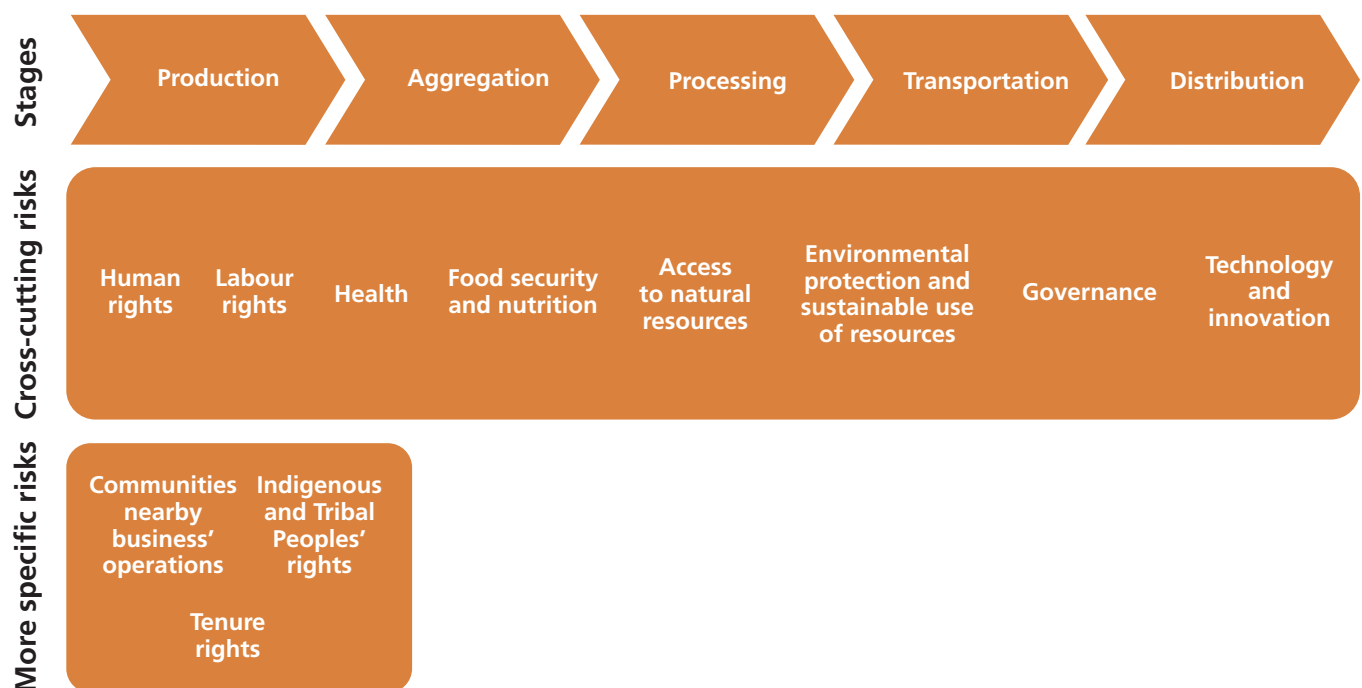 Stages
Production
Aggregation
Processing
Transportation
Distribution
Cross-cutting risks
Human
rights
Labour
rights
Health
Food security
and nutrition
Access
to natural
resources
Environmental
protection and
sustainable use
of resources
Governance
Technology
and
innovation
More specific risks
Communities
nearby
business’
operations
Indigenous
and Tribal
Peoples’
rights
Tenure
rights